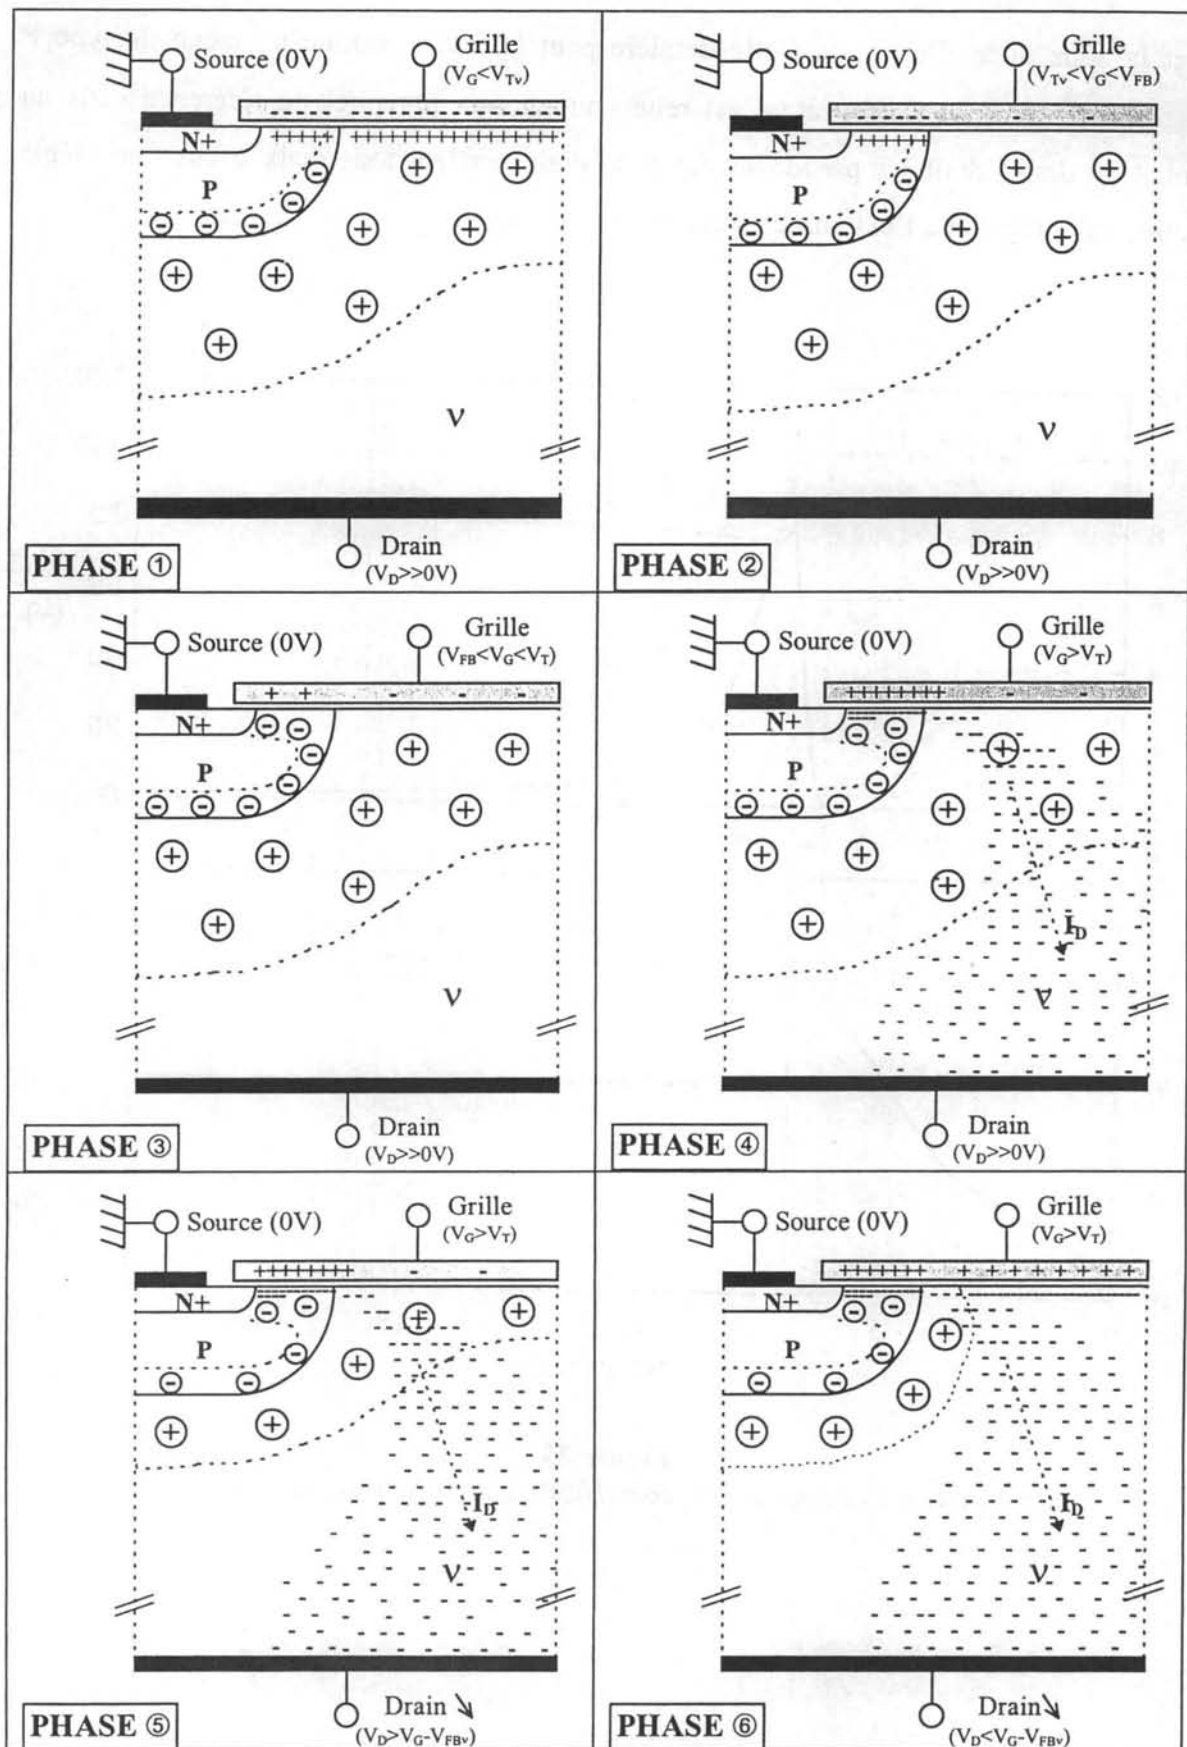 Source (0V)
Grille
(V_G<V_Tν)
N+
P
ν
Drain
(V_D>>0V)
PHASE ①
Source (0V)
Grille
(V_Tν<V_G<V_FB)
N+
P
ν
Drain
(V_D>>0V)
PHASE ②
Source (0V)
Grille
(V_FB<V_G<V_T)
N+
P
ν
Drain
(V_D>>0V)
PHASE ③
Source (0V)
Grille
(V_G>V_T)
N+
P
I_D
ν
Drain
(V_D>>0V)
PHASE ④
Source (0V)
Grille
(V_G>V_T)
N+
P
I_D
ν
Drain ↘
(V_D>V_G-V_FBν)
PHASE ⑤
Source (0V)
Grille
(V_G>V_T)
N+
P
I_D
ν
Drain ↘
(V_D<V_G-V_FBν)
PHASE ⑥